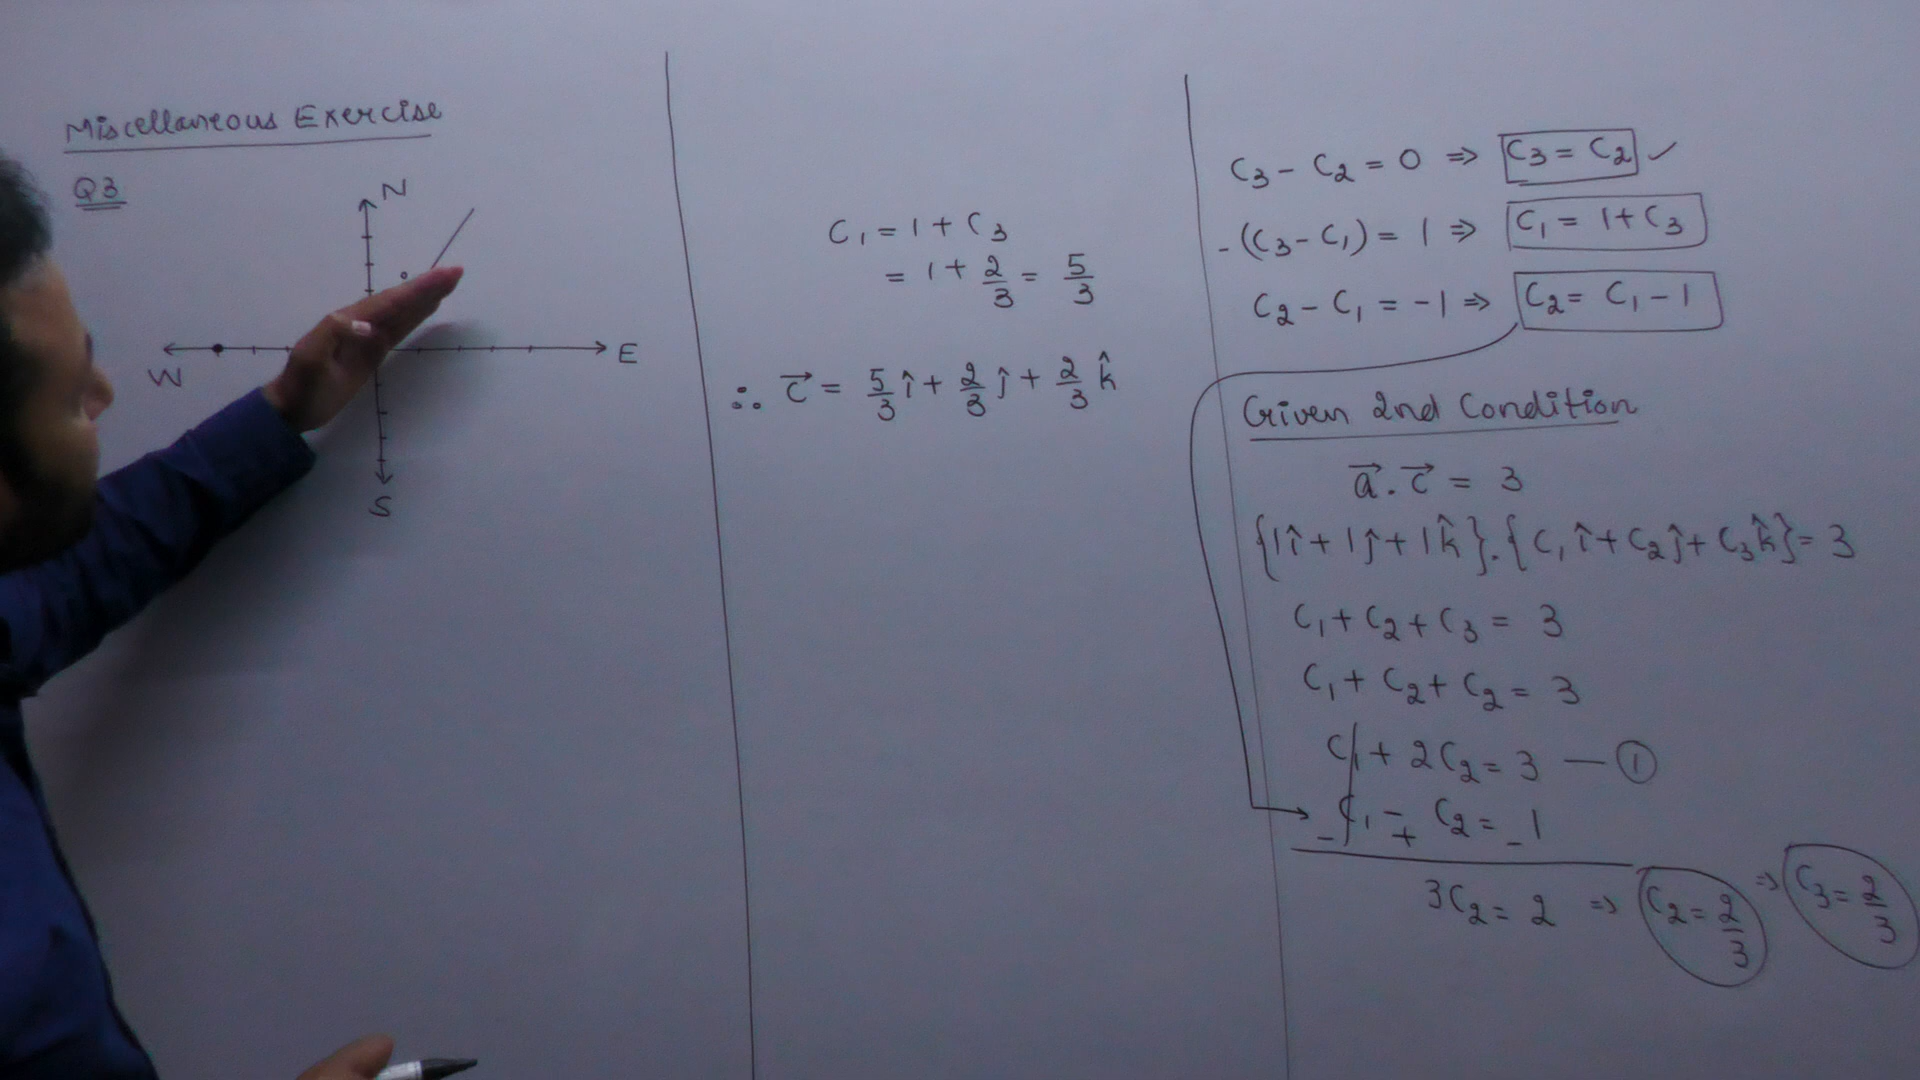 Miscellaneous Exercise
Q3
N
W
E
S
C₁ = 1 + C₃
= 1 + 2/3 = 5/3
∴ c⃗ = 5/3 î + 2/3 ĵ + 2/3 k̂
C₃ - C₂ = 0 ⇒ C₃ = C₂ ✓
-(C₃ - C₁) = 1 ⇒ C₁ = 1 + C₃
C₂ - C₁ = -1 ⇒ C₂ = C₁ - 1
Given 2nd Condition
a⃗ . c⃗ = 3
{1î + 1ĵ + 1k̂}.{C₁î + C₂ĵ + C₃k̂} = 3
C₁ + C₂ + C₃ = 3
C₁ + C₂ + C₂ = 3
C₁ + 2C₂ = 3 — ①
C₁ - C₂ = 1
- + -
3C₂ = 2 ⇒ C₂ = 2/3 ⇒ C₃ = 2/3